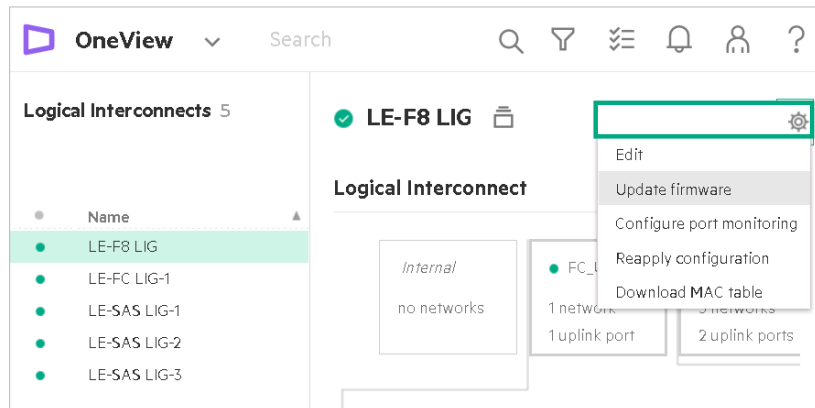 OneView Search
Logical Interconnects 5
Name
LE-F8 LIG
LE-FC LIG-1
LE-SAS LIG-1
LE-SAS LIG-2
LE-SAS LIG-3
LE-F8 LIG
Logical Interconnect
Edit
Update firmware
Configure port monitoring
Reapply configuration
Download MAC table
Internal
no networks
1 network
1 uplink port
networks
2 uplink ports